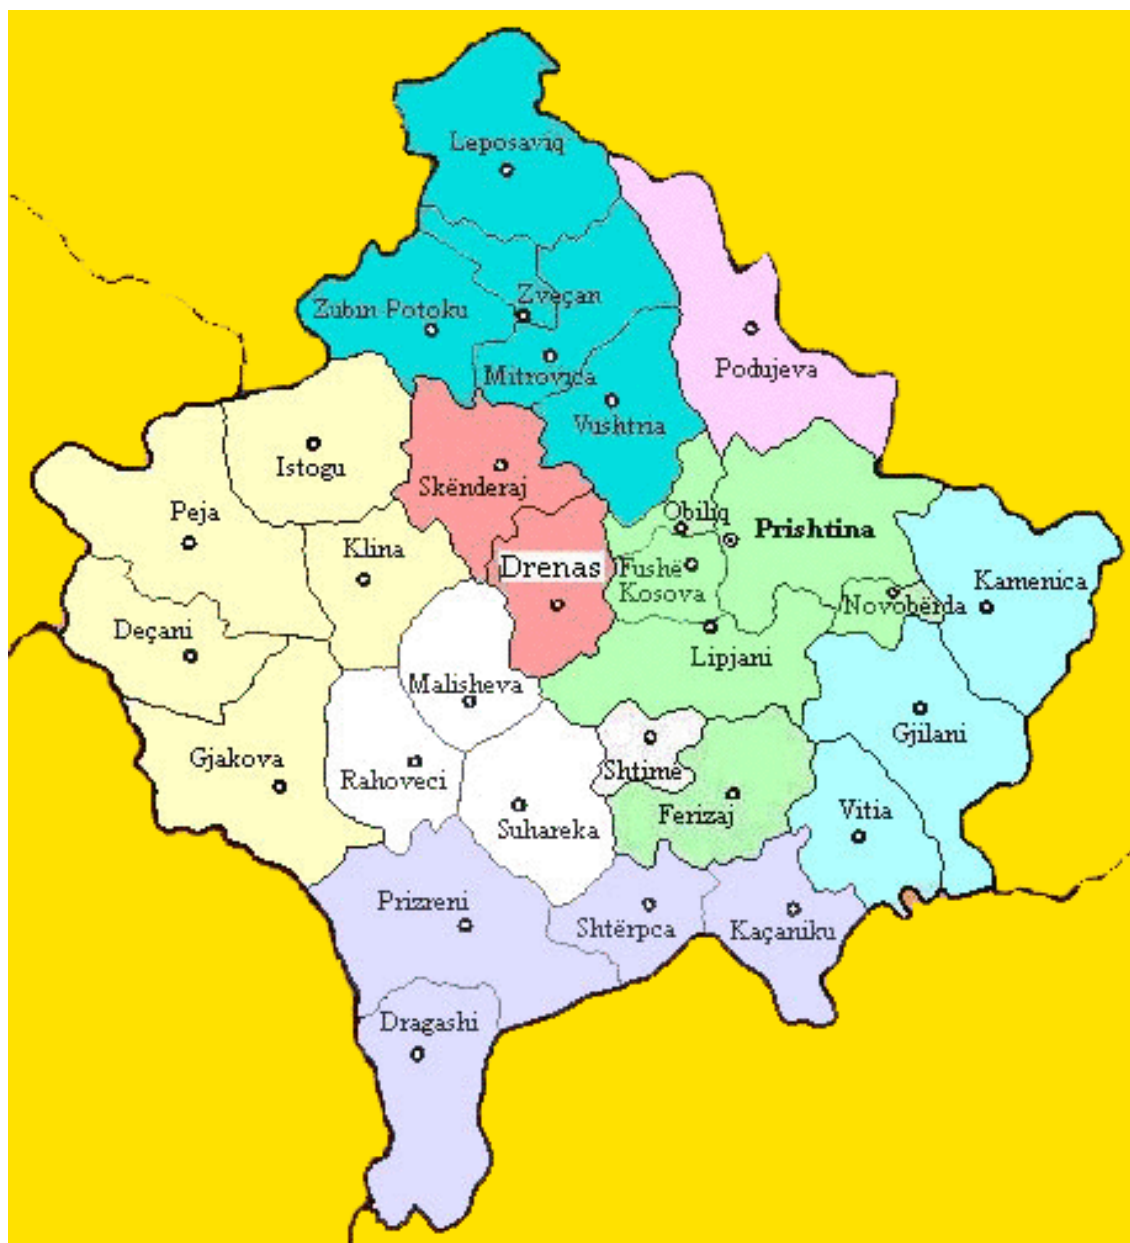 Leposaviq
Zubin-Potoku
Zveçan
Mitrovica
Vushtria
Podujeva
Istogu
Skënderaj
Peja
Klina
Drenas
Obiliq
Prishtina
Fushë
Kosova
Kamenica
Novobërda
Deçani
Malisheva
Lipjani
Gjakova
Rahoveci
Shtime
Gjilani
Suhareka
Ferizaj
Vitia
Prizreni
Shtërpca
Kaçaniku
Dragashi